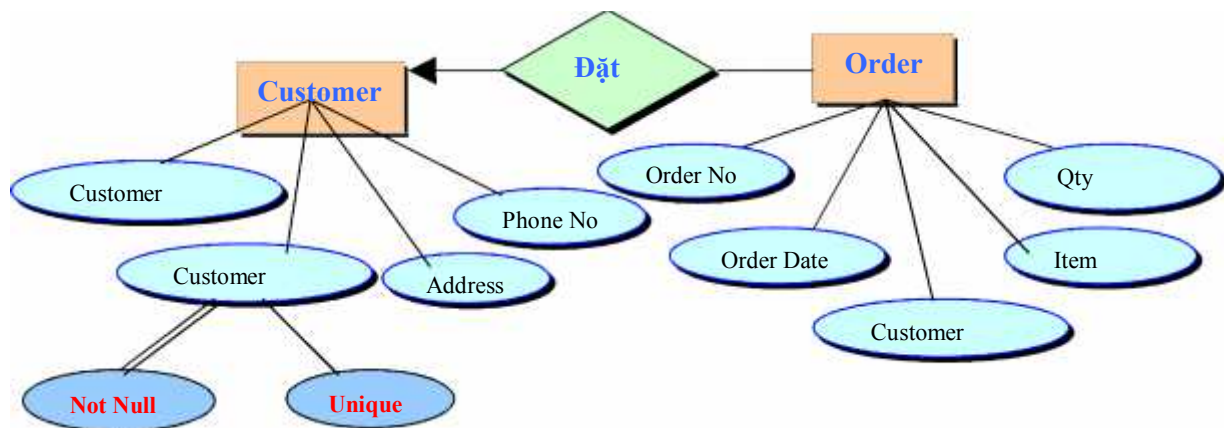 Đặt
Order
Customer
Customer
Order No
Qty
Phone No
Customer
Address
Order Date
Item
Customer
Not Null
Unique